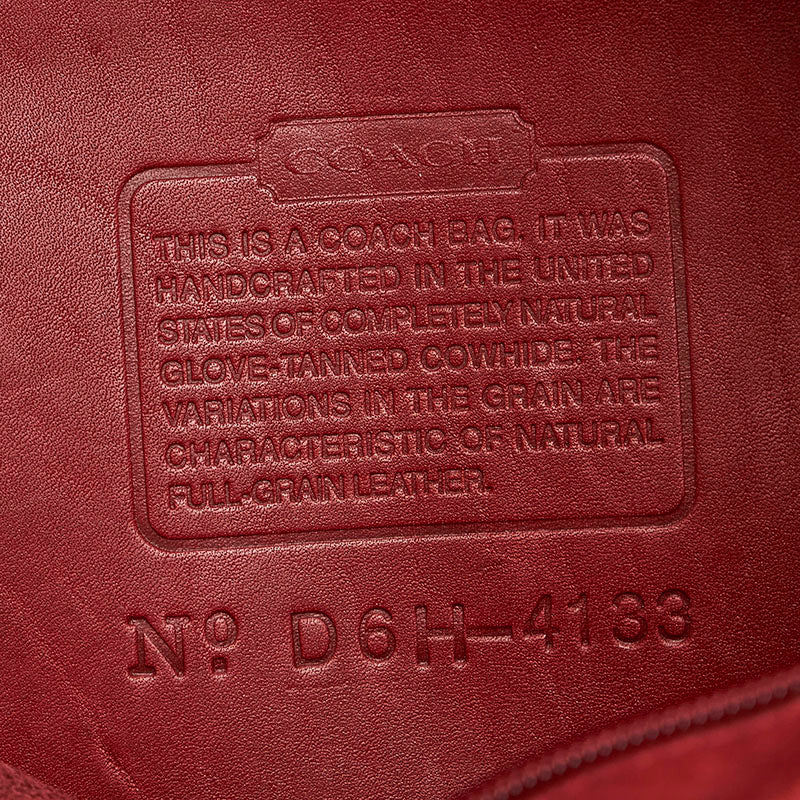 COACH
THIS IS A COACH BAG. IT WAS
HANDCRAFTED IN THE UNITED
STATES OF COMPLETELY NATURAL
GLOVE-TANNED COWHIDE. THE
VARIATIONS IN THE GRAIN ARE
CHARACTERISTIC OF NATURAL
FULL-GRAIN LEATHER.
Nº D6H-4133